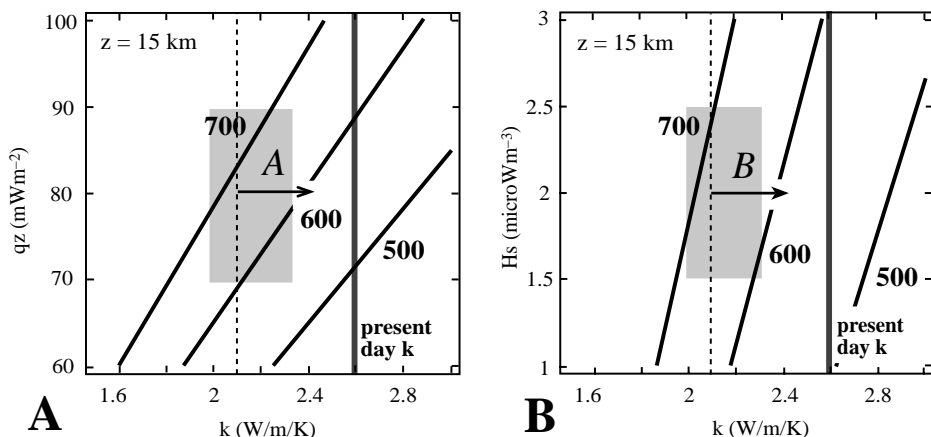 100
90
80
70
60
qz (mWm–2)
z = 15 km
700
A
600
500
present
day k
1.6
2
2.4
2.8
k (W/m/K)
A
3
2.5
2
1.5
1
Hs (microWm–3)
z = 15 km
700
B
600
500
present
day k
1.6
2
2.4
2.8
k (W/m/K)
B